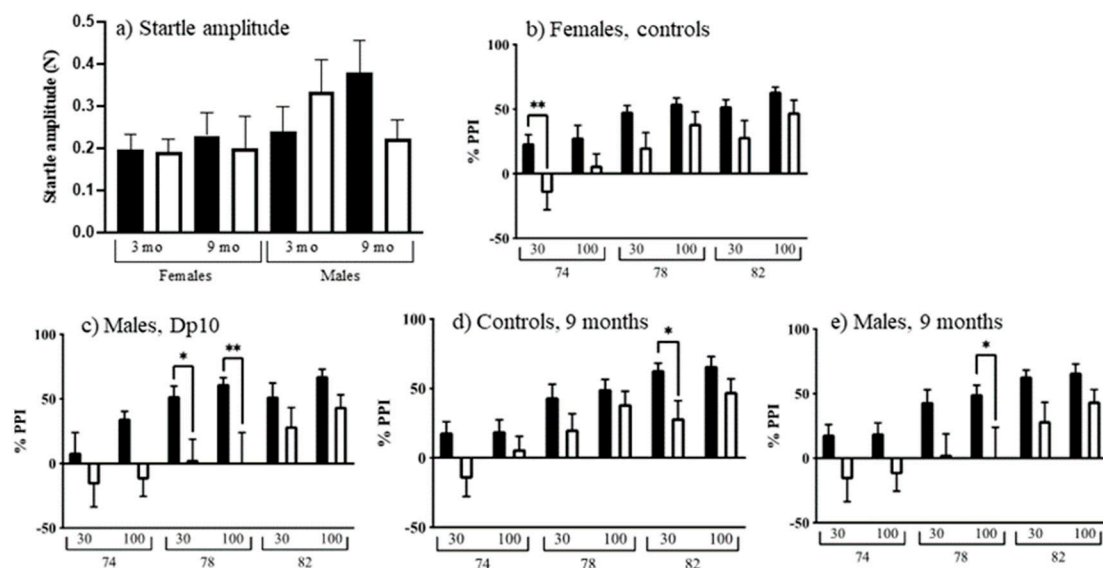 a) Startle amplitude
Startle amplitude (N)
0.5
0.4
0.3
0.2
0.1
0.0
3 mo 9 mo 3 mo 9 mo
Females Males
b) Females, controls
% PPI
100
50
0
-50
**
30 100 30 100 30 100
74 78 82
c) Males, Dp10
% PPI
100
50
0
-50
* **
30 100 30 100 30 100
74 78 82
d) Controls, 9 months
% PPI
100
50
0
-50
*
30 100 30 100 30 100
74 78 82
e) Males, 9 months
% PPI
100
50
0
-50
*
30 100 30 100 30 100
74 78 82